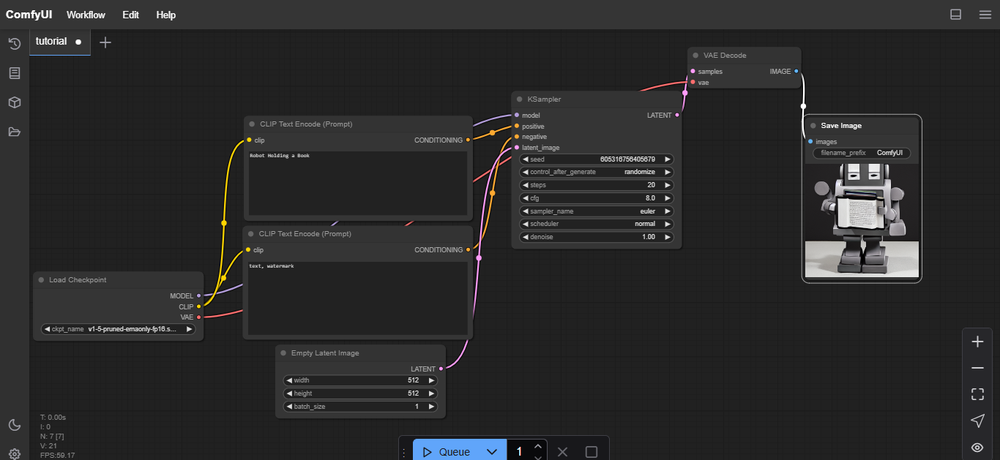 ComfyUI Workflow Edit Help
tutorial
VAE Decode
samples IMAGE
vae
KSampler
model LATENT
positive
negative
latent_image
seed 605316756405679
control_after_generate randomize
steps 20
cfg 8.0
sampler_name euler
scheduler normal
denoise 1.00
Save Image
images
filename_prefix ComfyUI
CLIP Text Encode (Prompt)
clip CONDITIONING
Robot Holding a Book
CLIP Text Encode (Prompt)
clip CONDITIONING
text, watermark
Load Checkpoint
MODEL
CLIP
VAE
ckpt_name v1-5-pruned-emaonly-fp16.s...
Empty Latent Image
LATENT
width 512
height 512
batch_size 1
T: 0.00s
I: 0
N: 7 [7]
V: 21
FPS:59.17
Queue 1